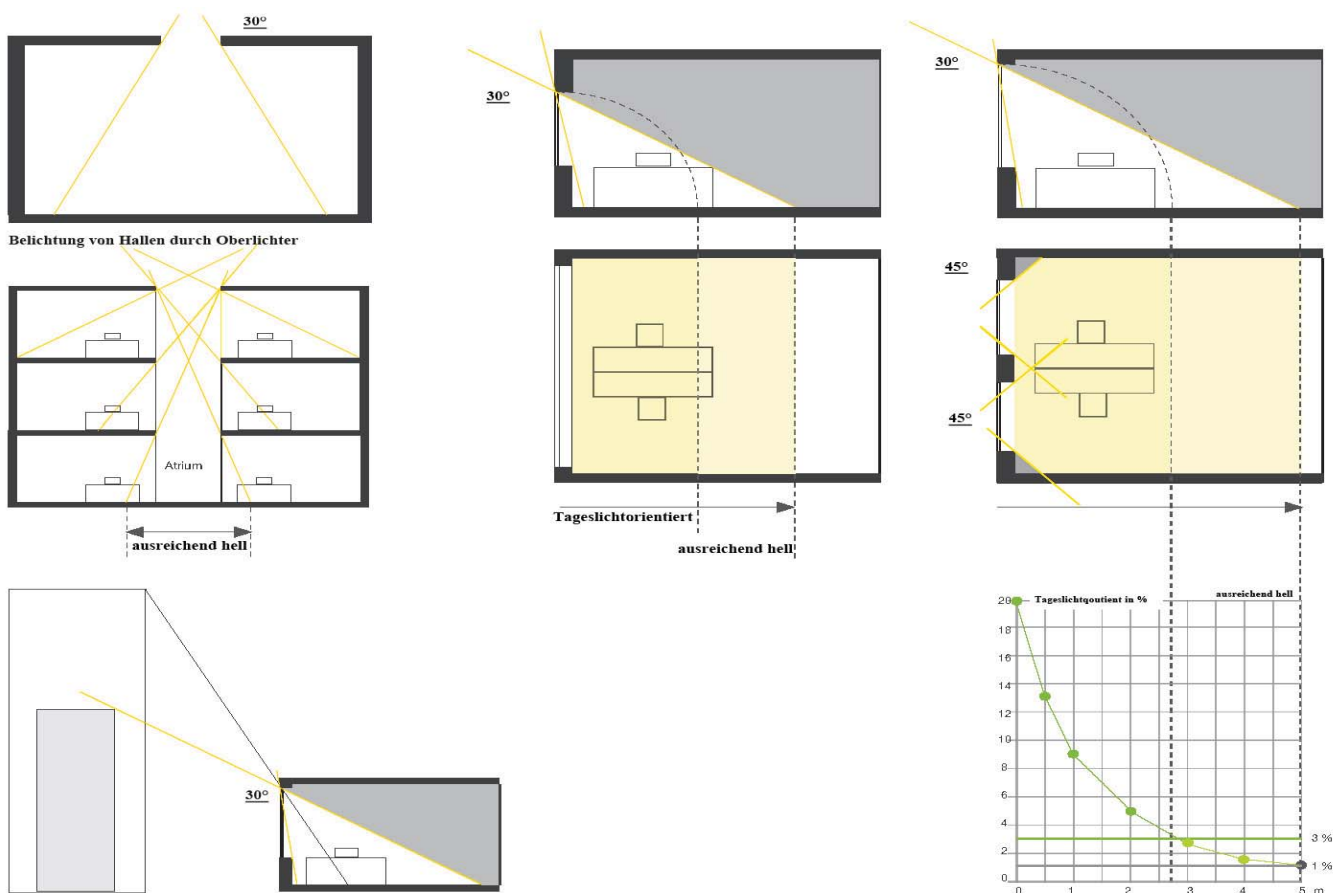 30°
30°
30°
Belichtung von Hallen durch Oberlichter
45°
45°
Atrium
ausreichend hell
Tageslichtorientiert
ausreichend hell
30°
Tageslichtqoutient in %
ausreichend hell
20
18
16
14
12
10
8
6
4
2
0
3 %
1 %
0 1 2 3 4 5 m